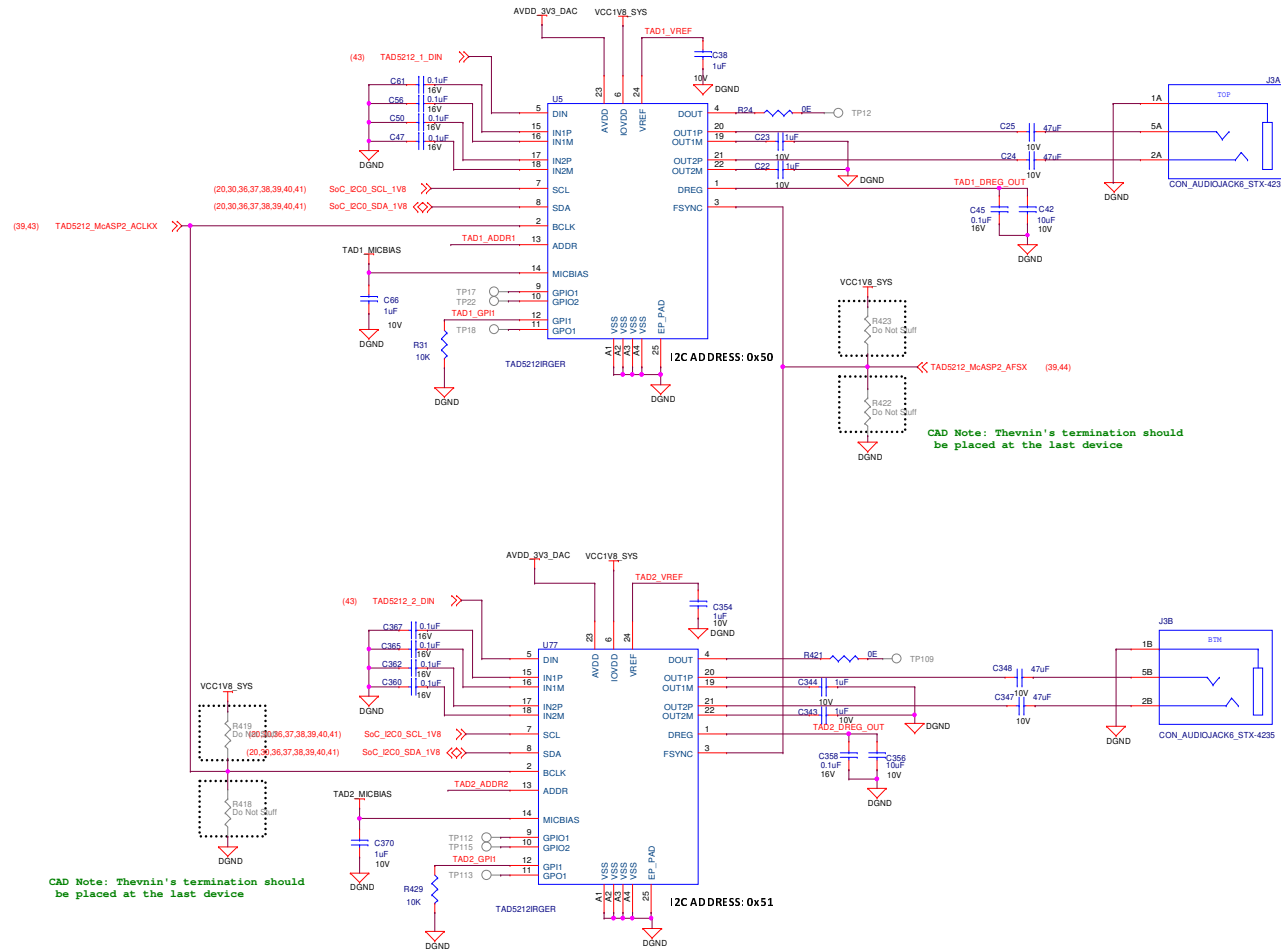 AVDD_3V3_DAC
VCC1V8_SYS
TAD1_VREF
(43) TAD5212_1_DIN
C38
1uF
10V
DGND
C61 0.1uF
16V
C56 0.1uF
16V
C50 0.1uF
16V
C47 0.1uF
16V
DGND
U5
23 AVDD
6 IOVDD
24 VREF
5 DIN
15 IN1P
16 IN1M
17 IN2P
18 IN2M
7 SCL
8 SDA
2 BCLK
13 ADDR
14 MICBIAS
9 GPIO1
10 GPIO2
12 GPI1
11 GPO1
DOUT 4
OUT1P 20
OUT1M 19
OUT2P 21
OUT2M 22
DREG 1
FSYNC 3
A1 VSS
A2 VSS
A3 VSS
A4 VSS
25 EP_PAD
R24 0E
TP12
C23 1uF
10V
C22 1uF
10V
DGND
C25 47uF
10V
C24 47uF
10V
J3A
TOP
1A
5A
2A
DGND
CON_AUDIOJACK6_STX-423
(20,30,36,37,38,39,40,41) SoC_I2C0_SCL_1V8
(20,30,36,37,38,39,40,41) SoC_I2C0_SDA_1V8
(39,43) TAD5212_McASP2_ACLKX
TAD1_ADDR1
TAD1_MICBIAS
C66
1uF
10V
DGND
TP17
TP22
TAD1_GPI1
TP18
R31
10K
DGND
TAD5212IRGER
DGND
I2C ADDRESS: 0x50
TAD1_DREG_OUT
C45
0.1uF
16V
C42
10uF
10V
DGND
VCC1V8_SYS
R423
Do Not Stuff
TAD5212_McASP2_AFSX (39,44)
R422
Do Not Stuff
DGND
CAD Note: Thevnin's termination should
be placed at the last device
AVDD_3V3_DAC
VCC1V8_SYS
TAD2_VREF
(43) TAD5212_2_DIN
C354
1uF
10V
DGND
C367 0.1uF
16V
C365 0.1uF
16V
C362 0.1uF
16V
C360 0.1uF
16V
DGND
U77
23 AVDD
6 IOVDD
24 VREF
5 DIN
15 IN1P
16 IN1M
17 IN2P
18 IN2M
7 SCL
8 SDA
2 BCLK
13 ADDR
14 MICBIAS
9 GPIO1
10 GPIO2
12 GPI1
11 GPO1
DOUT 4
OUT1P 20
OUT1M 19
OUT2P 21
OUT2M 22
DREG 1
FSYNC 3
A1 VSS
A2 VSS
A3 VSS
A4 VSS
25 EP_PAD
R421 0E
TP109
C344 1uF
10V
C343 1uF
10V
DGND
C348 47uF
10V
C347 47uF
10V
J3B
BTM
1B
5B
2B
DGND
CON_AUDIOJACK6_STX-4235
TAD2_DREG_OUT
C358
0.1uF
16V
C356
10uF
10V
DGND
VCC1V8_SYS
R419
Do Not Stuff
(20,30,36,37,38,39,40,41) SoC_I2C0_SCL_1V8
(20,30,36,37,38,39,40,41) SoC_I2C0_SDA_1V8
R418
Do Not Stuff
DGND
TAD2_ADDR2
TAD2_MICBIAS
C370
1uF
10V
DGND
TP112
TP115
TAD2_GPI1
TP113
R429
10K
DGND
TAD5212IRGER
DGND
I2C ADDRESS: 0x51
CAD Note: Thevnin's termination should
be placed at the last device